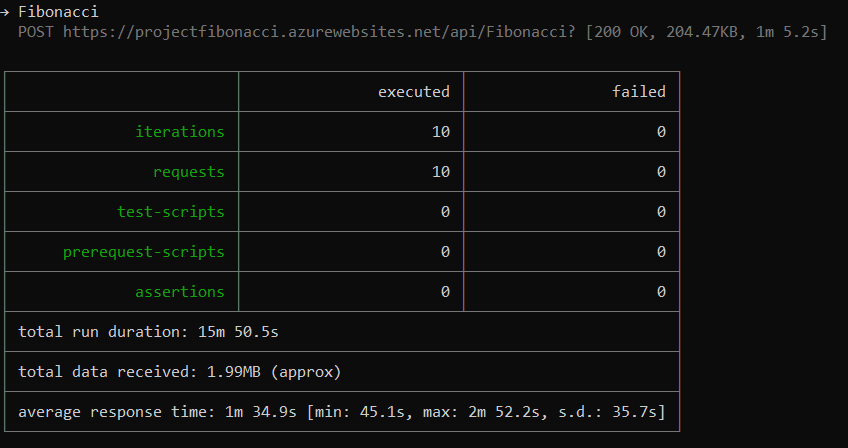 → Fibonacci
POST https://projectfibonacci.azurewebsites.net/api/Fibonacci? [200 OK, 204.47KB, 1m 5.2s]
executed failed
iterations 10 0
requests 10 0
test-scripts 0 0
prerequest-scripts 0 0
assertions 0 0
total run duration: 15m 50.5s
total data received: 1.99MB (approx)
average response time: 1m 34.9s [min: 45.1s, max: 2m 52.2s, s.d.: 35.7s]